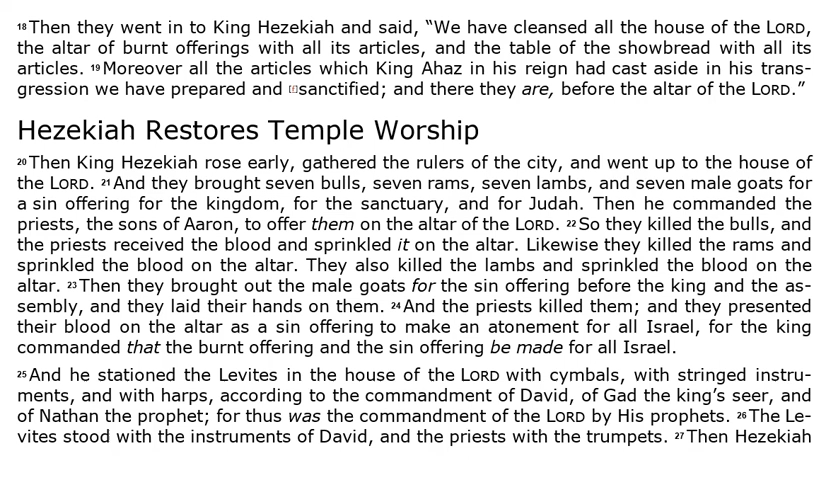 18 Then they went in to King Hezekiah and said, “We have cleansed all the house of the LORD,
the altar of burnt offerings with all its articles, and the table of the showbread with all its
articles. 19 Moreover all the articles which King Ahaz in his reign had cast aside in his trans-
gression we have prepared and [f]sanctified; and there they are, before the altar of the LORD.”
Hezekiah Restores Temple Worship
20 Then King Hezekiah rose early, gathered the rulers of the city, and went up to the house of
the LORD. 21 And they brought seven bulls, seven rams, seven lambs, and seven male goats for
a sin offering for the kingdom, for the sanctuary, and for Judah. Then he commanded the
priests, the sons of Aaron, to offer them on the altar of the LORD. 22 So they killed the bulls, and
the priests received the blood and sprinkled it on the altar. Likewise they killed the rams and
sprinkled the blood on the altar. They also killed the lambs and sprinkled the blood on the
altar. 23 Then they brought out the male goats for the sin offering before the king and the as-
sembly, and they laid their hands on them. 24 And the priests killed them; and they presented
their blood on the altar as a sin offering to make an atonement for all Israel, for the king
commanded that the burnt offering and the sin offering be made for all Israel.
25 And he stationed the Levites in the house of the LORD with cymbals, with stringed instru-
ments, and with harps, according to the commandment of David, of Gad the king’s seer, and
of Nathan the prophet; for thus was the commandment of the LORD by His prophets. 26 The Le-
vites stood with the instruments of David, and the priests with the trumpets. 27 Then Hezekiah